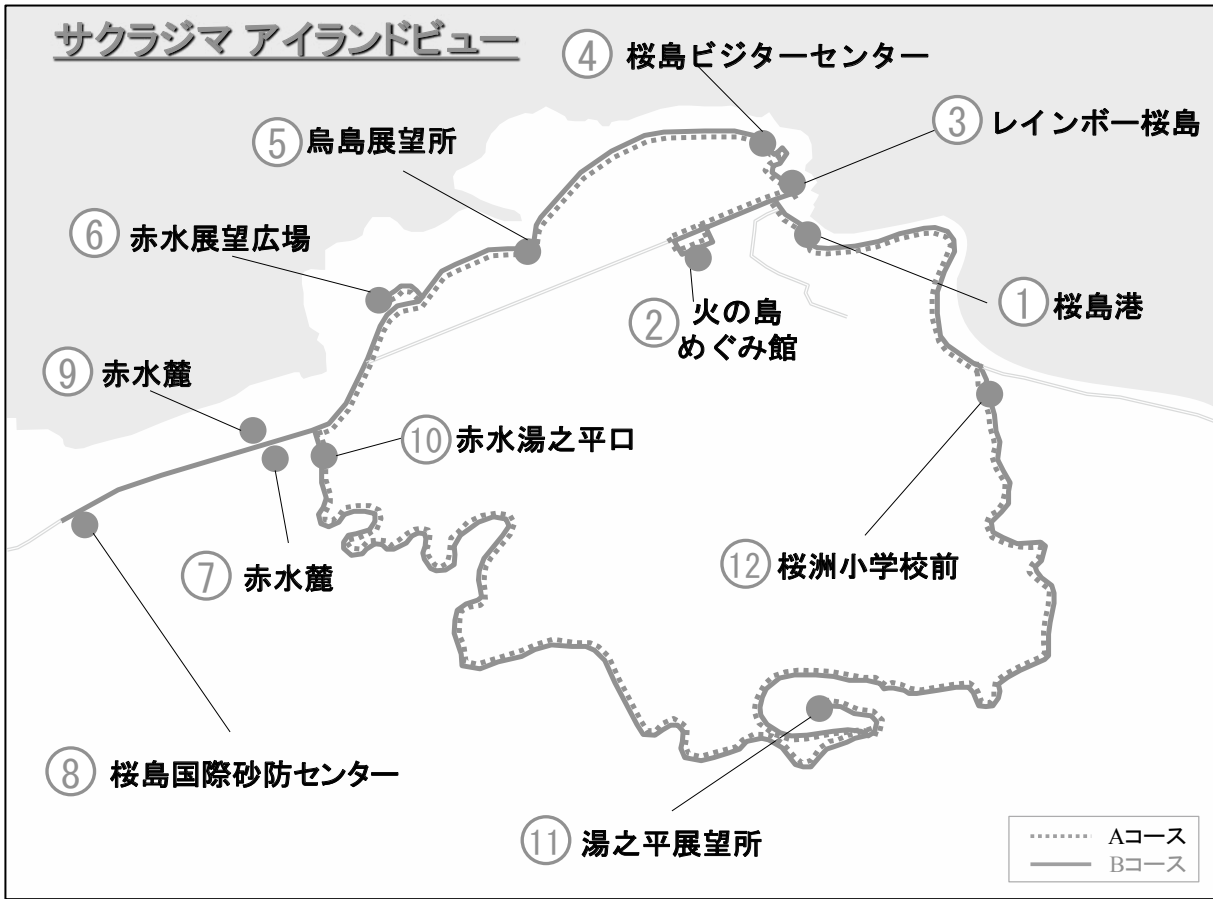 サクラジマ アイランドビュー
④ 桜島ビジターセンター
③ レインボー桜島
⑤ 烏島展望所
⑥ 赤水展望広場
① 桜島港
② 火の島
めぐみ館
⑨ 赤水麓
⑩ 赤水湯之平口
⑫ 桜洲小学校前
⑦ 赤水麓
⑧ 桜島国際砂防センター
⑪ 湯之平展望所
Aコース
Bコース